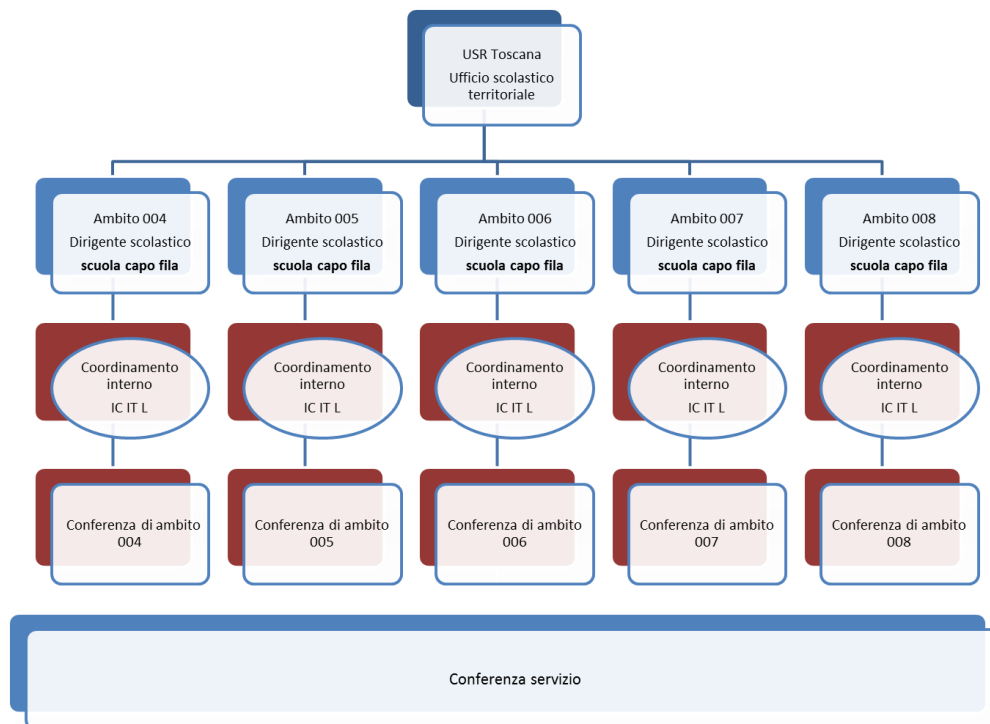 USR Toscana
Ufficio scolastico
territoriale
Ambito 004
Dirigente scolastico
scuola capo fila
Ambito 005
Dirigente scolastico
scuola capo fila
Ambito 006
Dirigente scolastico
scuola capo fila
Ambito 007
Dirigente scolastico
scuola capo fila
Ambito 008
Dirigente scolastico
scuola capo fila
Coordinamento
interno
IC IT L
Coordinamento
interno
IC IT L
Coordinamento
interno
IC IT L
Coordinamento
interno
IC IT L
Coordinamento
interno
IC IT L
Conferenza di ambito
004
Conferenza di ambito
005
Conferenza di ambito
006
Conferenza di ambito
007
Conferenza di ambito
008
Conferenza servizio